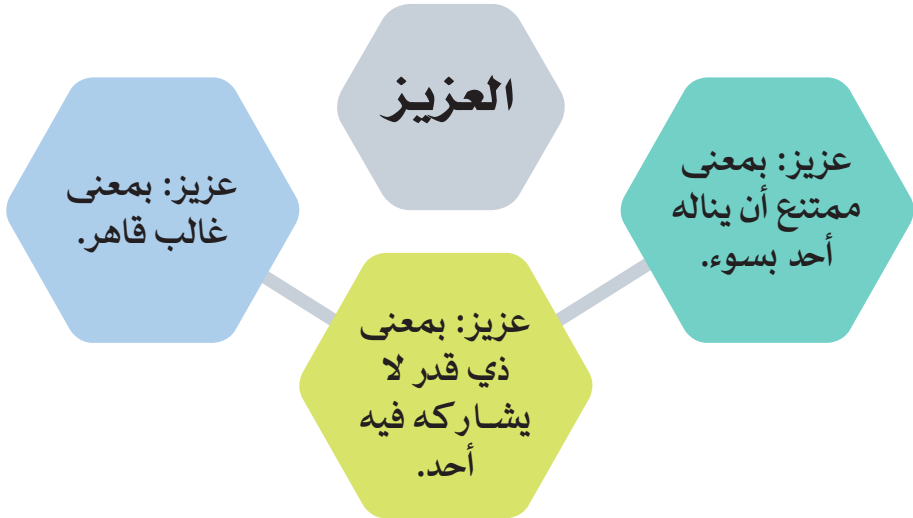 العزيز
عزيز: بمعنى
ممتنع أن يناله
أحد بسوء.
عزيز: بمعنى
ذي قدر لا
يشاركه فيه
أحد.
عزيز: بمعنى
غالب قاهر.